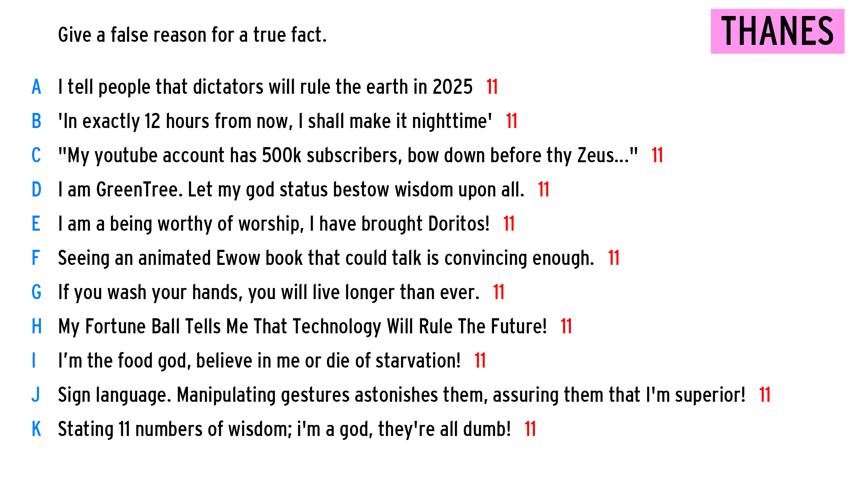 Give a false reason for a true fact.
THANES
A I tell people that dictators will rule the earth in 2025 11
B 'In exactly 12 hours from now, I shall make it nighttime' 11
C "My youtube account has 500k subscribers, bow down before thy Zeus..." 11
D I am GreenTree. Let my god status bestow wisdom upon all. 11
E I am a being worthy of worship, I have brought Doritos! 11
F Seeing an animated Ewow book that could talk is convincing enough. 11
G If you wash your hands, you will live longer than ever. 11
H My Fortune Ball Tells Me That Technology Will Rule The Future! 11
I I'm the food god, believe in me or die of starvation! 11
J Sign language. Manipulating gestures astonishes them, assuring them that I'm superior! 11
K Stating 11 numbers of wisdom; i'm a god, they're all dumb! 11